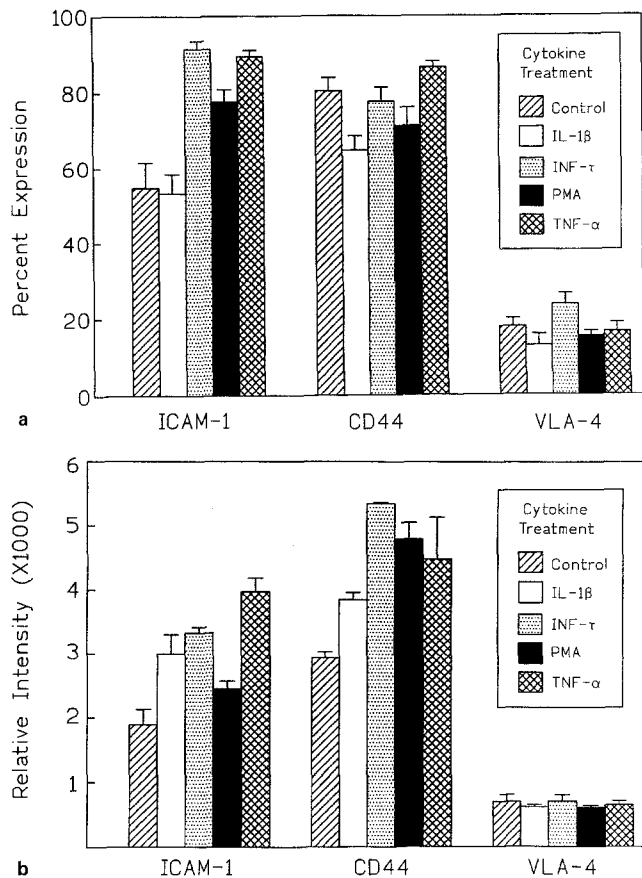 100
80
60
40
20
0
Percent Expression
Cytokine
Treatment
Control
IL-1β
INF-τ
PMA
TNF-α
ICAM-1 CD44 VLA-4
a
6
5
4
3
2
1
Relative Intensity (X1000)
Cytokine
Treatment
Control
IL-1β
INF-τ
PMA
TNF-α
ICAM-1 CD44 VLA-4
b